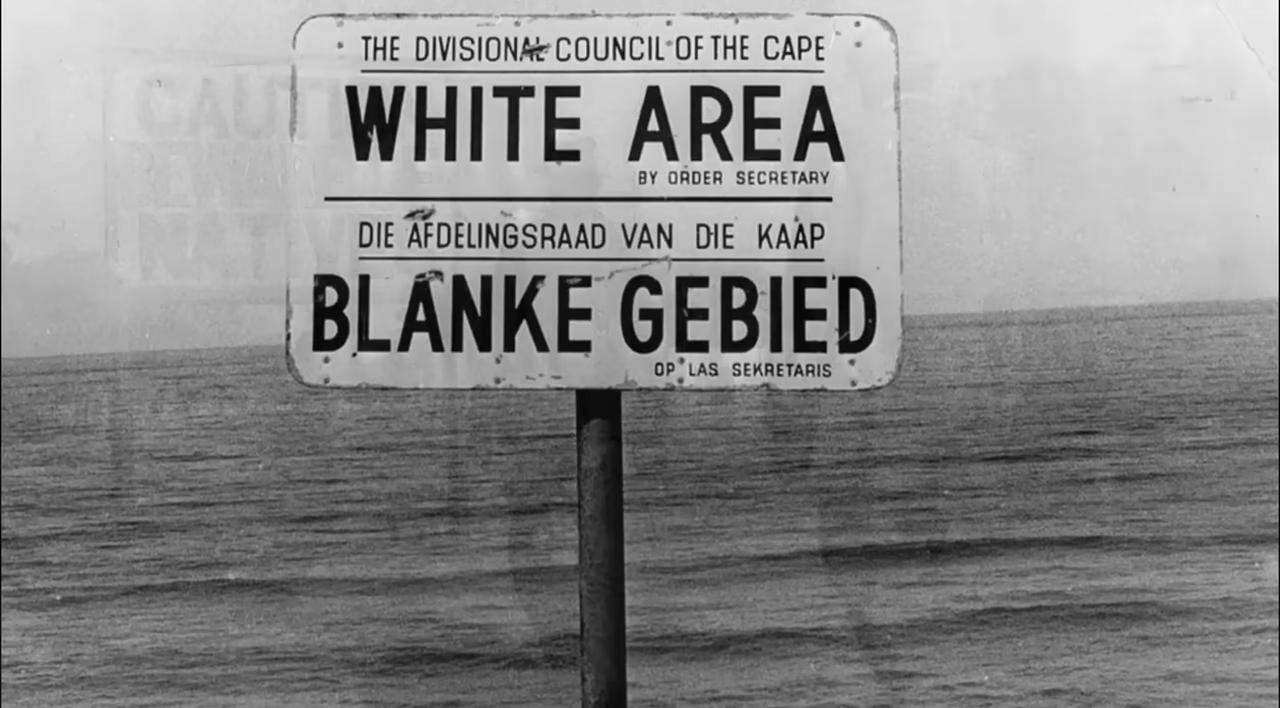 THE DIVISIONAL COUNCIL OF THE CAPE
WHITE AREA
BY ORDER SECRETARY
DIE AFDELINGSRAAD VAN DIE KAAP
BLANKE GEBIED
OP LAS SEKRETARIS